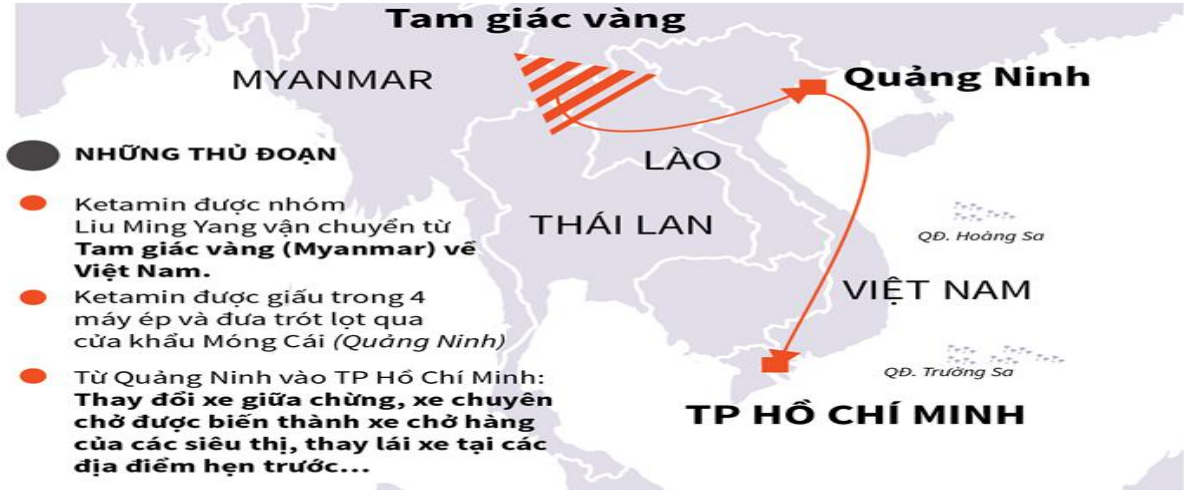 Tam giác vàng
MYANMAR
Quảng Ninh
NHỮNG THỦ ĐOẠN
LÀO
Ketamin được nhóm
Liu Ming Yang vận chuyển từ
Tam giác vàng (Myanmar) về
Việt Nam.
THÁI LAN
QĐ. Hoàng Sa
Ketamin được giấu trong 4
máy ép và đưa trót lọt qua
cửa khẩu Móng Cái (Quảng Ninh)
VIỆT NAM
QĐ. Trường Sa
Từ Quảng Ninh vào TP Hồ Chí Minh:
Thay đổi xe giữa chừng, xe chuyên
chở được biến thành xe chở hàng
của các siêu thị, thay lái xe tại các
địa điểm hẹn trước...
TP HỒ CHÍ MINH